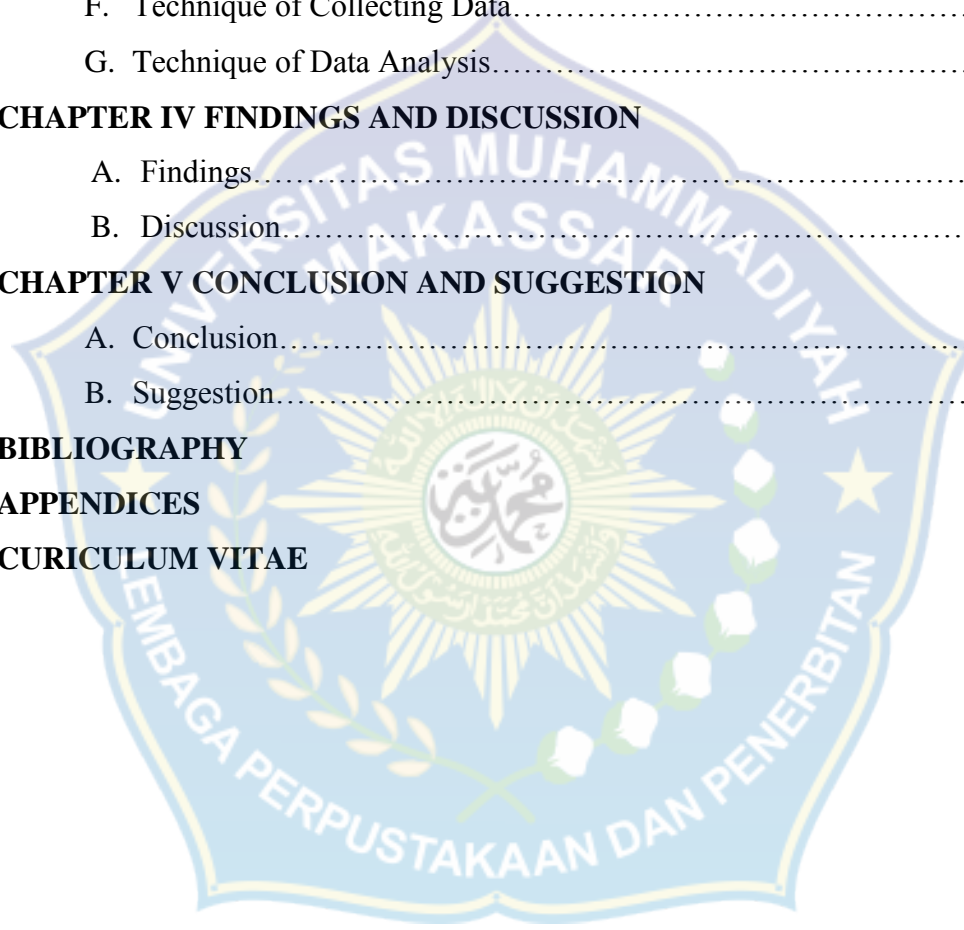 F. Technique of Collecting Data……………………………………
G. Technique of Data Analysis………………………………………
CHAPTER IV FINDINGS AND DISCUSSION
A. Findings………………………………………………………………
B. Discussion……………………………………………………………
CHAPTER V CONCLUSION AND SUGGESTION
A. Conclusion……………………………………………………………
B. Suggestion……………………………………………………………
BIBLIOGRAPHY
APPENDICES
CURICULUM VITAE
UNIVERSITAS MUHAMMADIYAH
MAKASSAR
LEMBAGA PERPUSTAKAAN DAN PENERBITAN